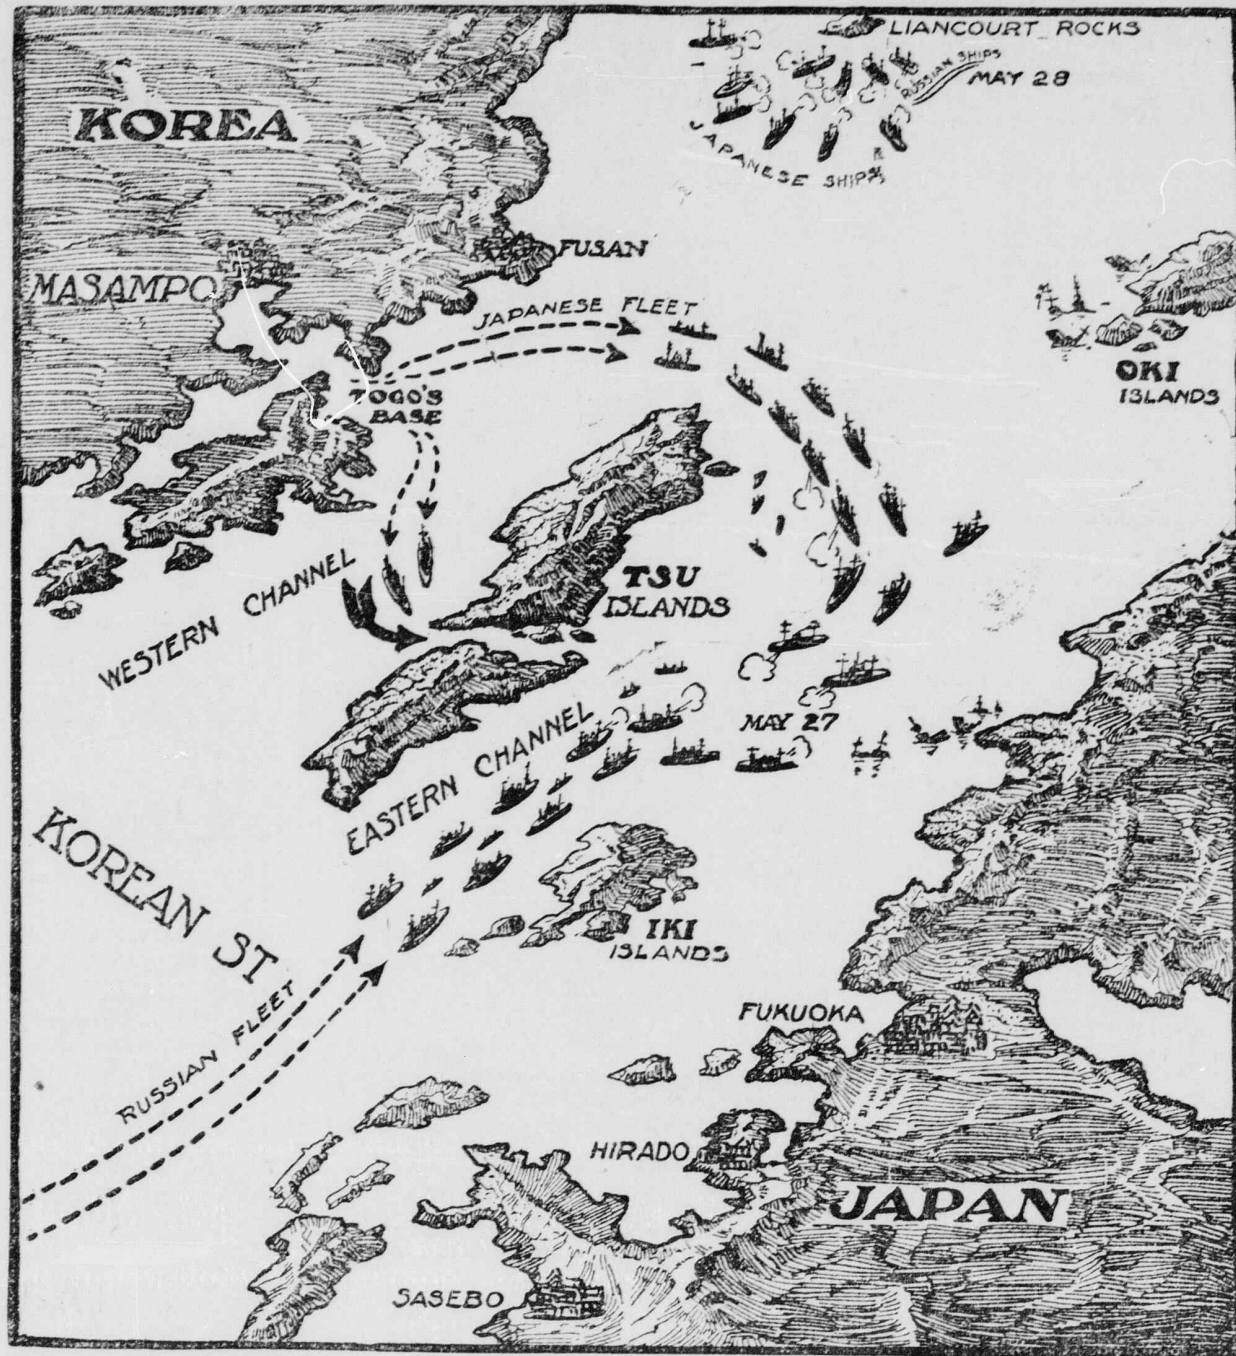 LIANCOURT ROCKS
RUSSIAN SHIPS
MAY 28
KOREA
JAPANESE SHIPS
FUSAN
MASAMPO
JAPANESE FLEET
OKI
ISLANDS
TOGO'S
BASE
WESTERN CHANNEL
TSU
ISLANDS
MAY 27
EASTERN CHANNEL
KOREAN ST
IKI
ISLANDS
RUSSIAN FLEET
FUKUOKA
HIRADO
JAPAN
SASEBO